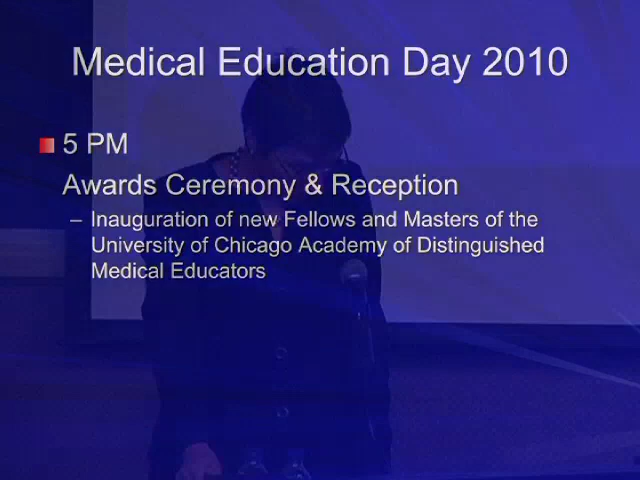 Medical Education Day 2010
5 PM
Awards Ceremony & Reception
– Inauguration of new Fellows and Masters of the
University of Chicago Academy of Distinguished
Medical Educators